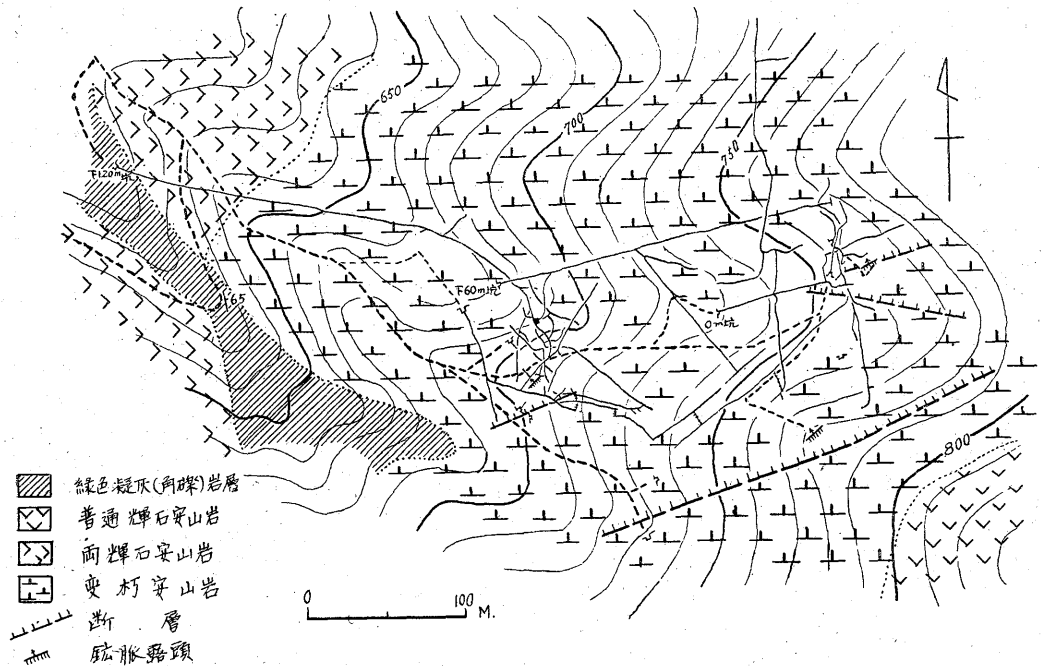 650
700
750
下120m坑
65
下60m坑
0m坑
800
緑色凝灰(角礫)岩層
普通輝石安山岩
両輝石安山岩
変朽安山岩
断層
鉱脈露頭
0 100 M.